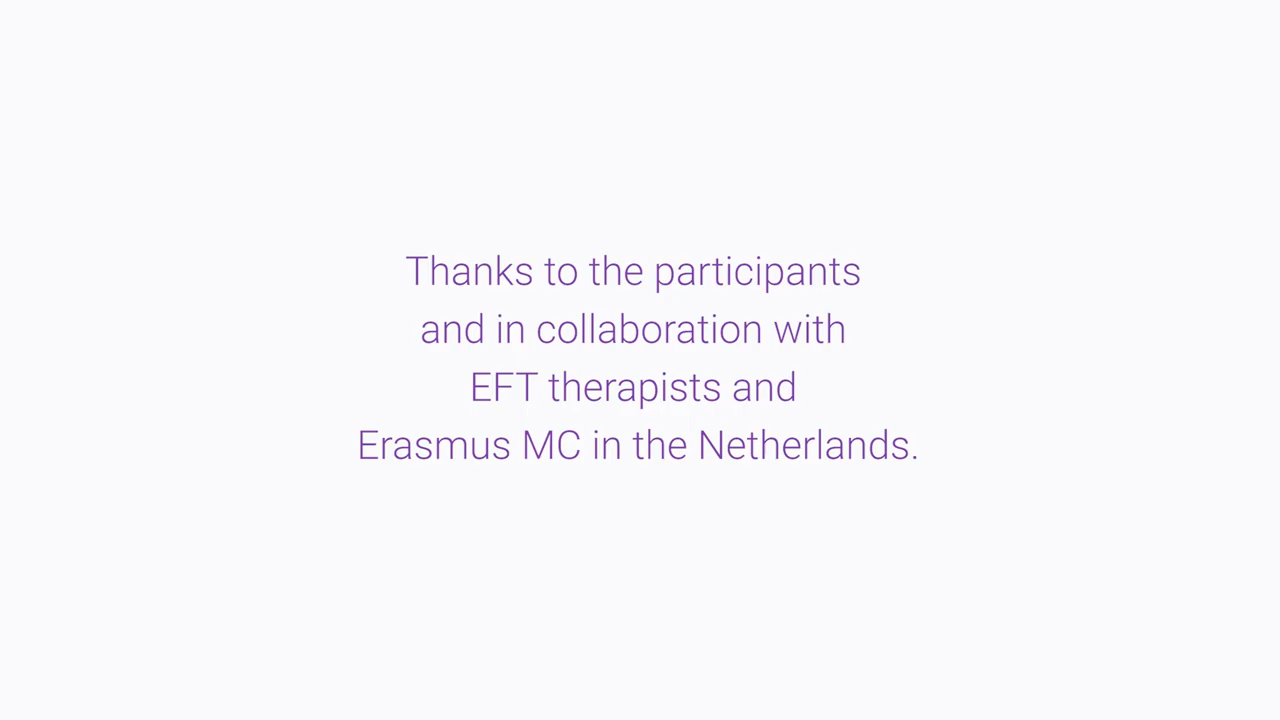 Thanks to the participants
and in collaboration with
EFT therapists and
Erasmus MC in the Netherlands.